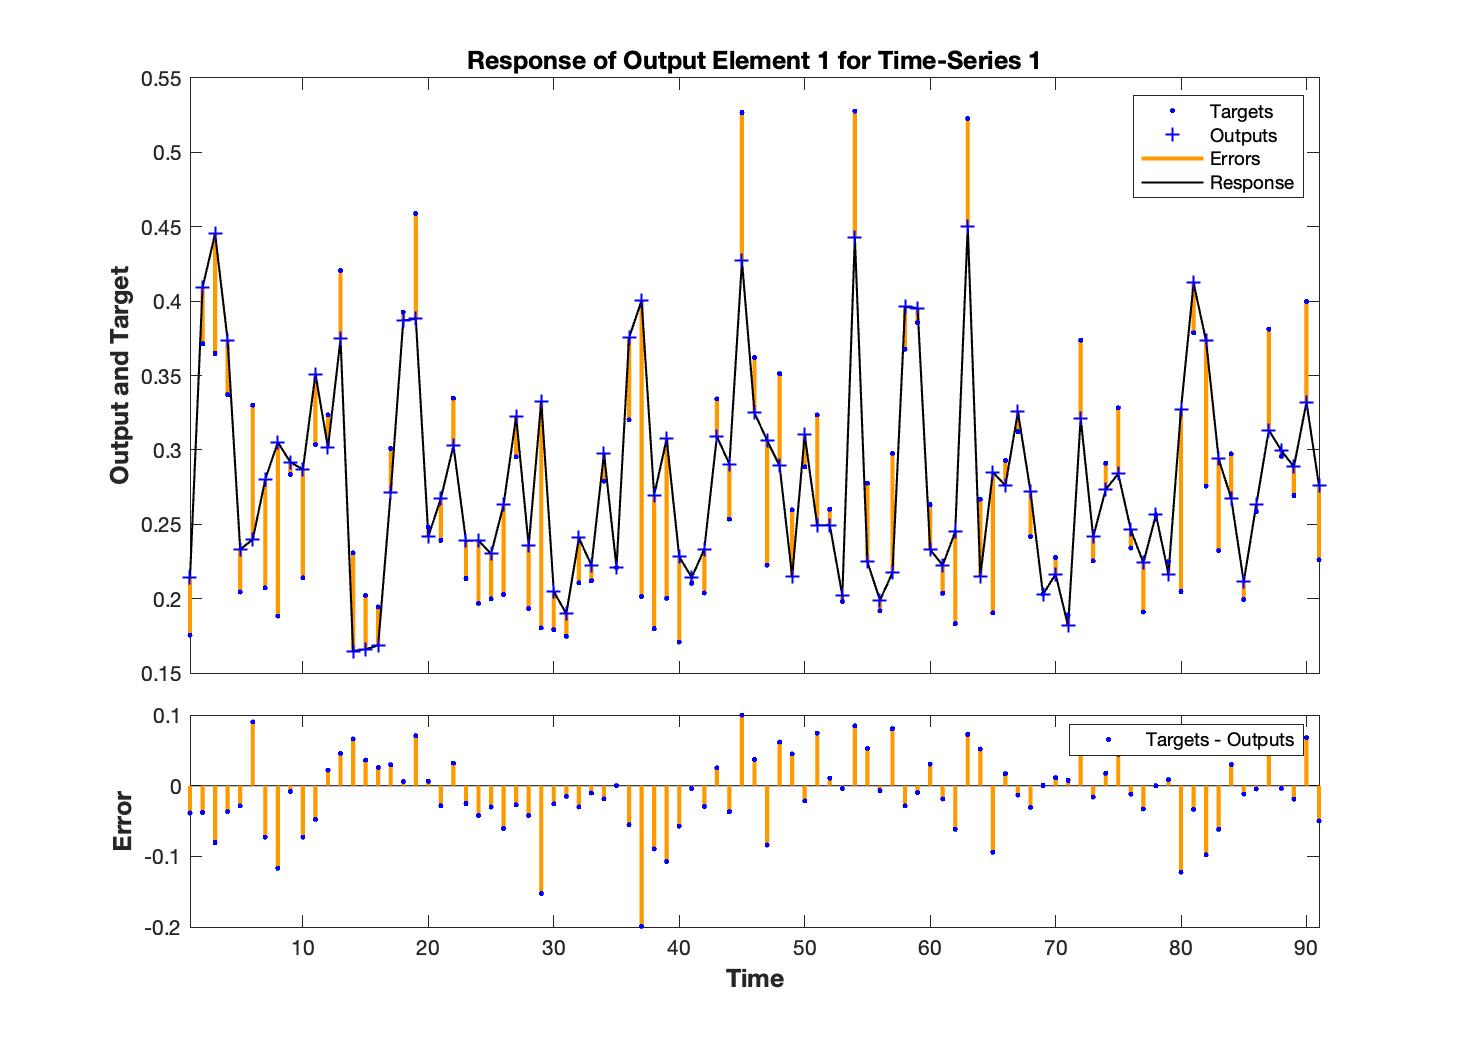 Response of Output Element 1 for Time-Series 1
Output and Target
0.55
0.5
0.45
0.4
0.35
0.3
0.25
0.2
0.15
Targets
Outputs
Errors
Response
Error
0.1
0
-0.1
-0.2
Targets - Outputs
10 20 30 40 50 60 70 80 90
Time